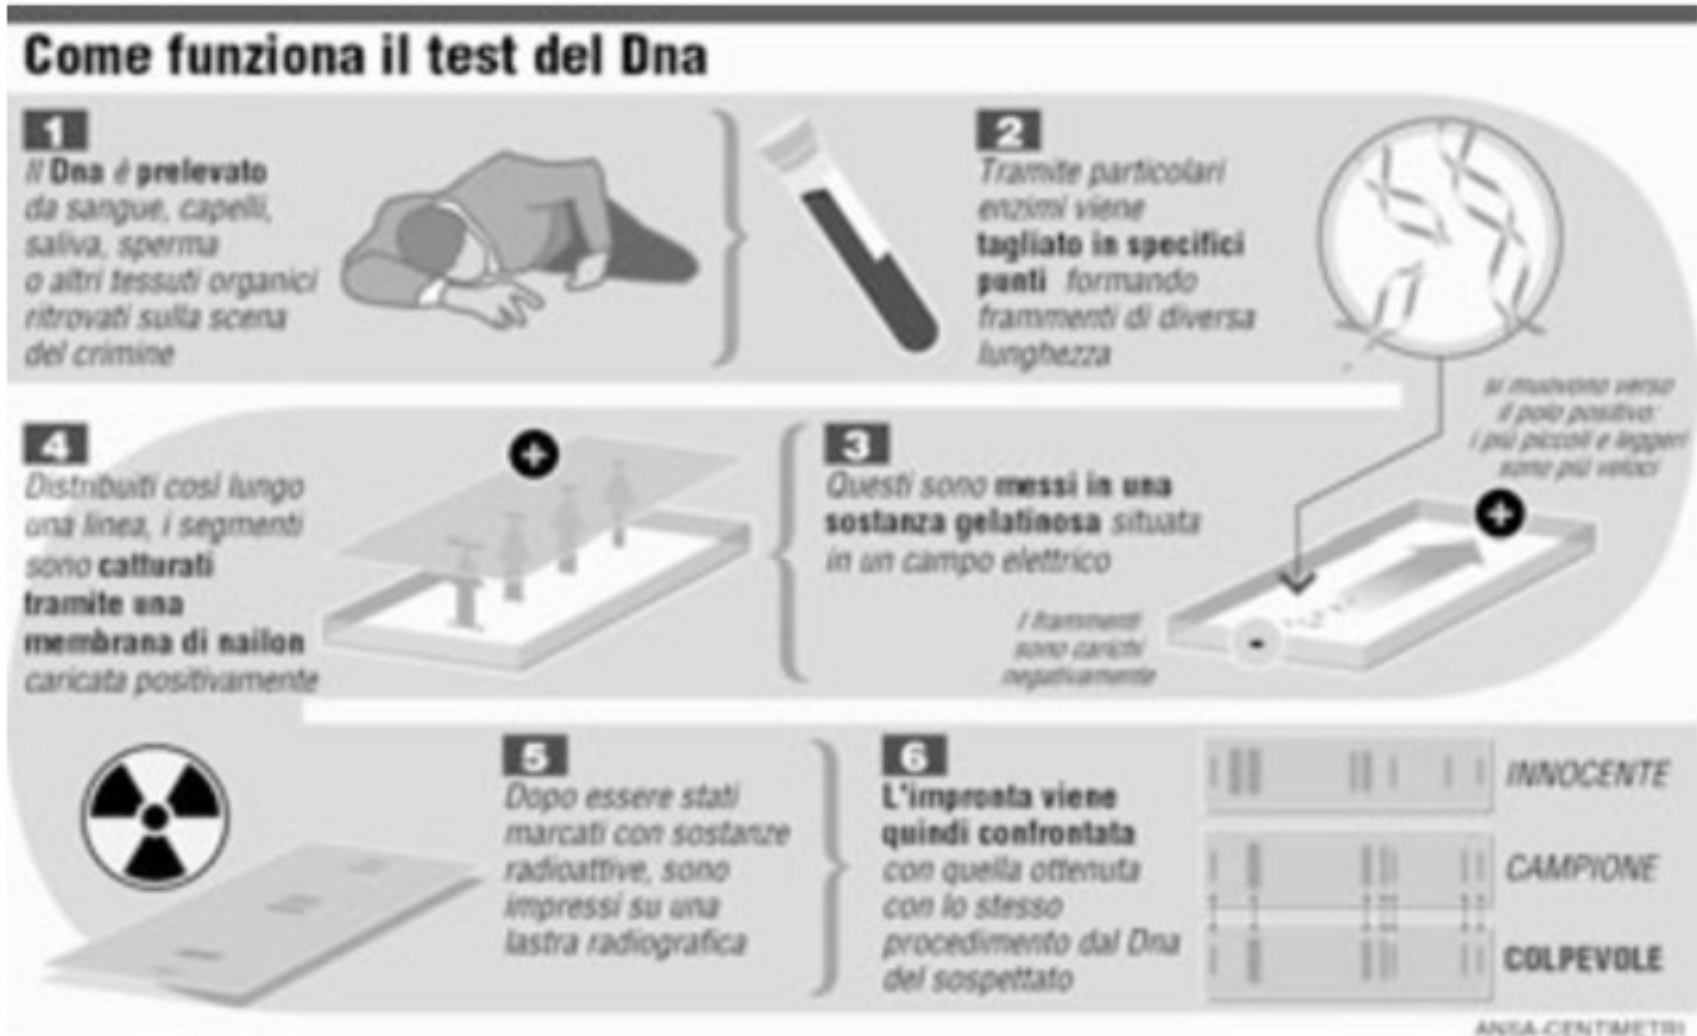 Come funziona il test del Dna
1
Il Dna è prelevato
da sangue, capelli,
saliva, sperma
o altri tessuti organici
ritrovati sulla scena
del crimine
2
Tramite particolari
enzimi viene
tagliato in specifici
punti formando
frammenti di diversa
lunghezza
si muovono verso
il polo positivo:
i più piccoli e leggeri
sono più veloci
3
Questi sono messi in una
sostanza gelatinosa situata
in un campo elettrico
I frammenti
sono carichi
negativamente
+
-
4
Distribuiti così lungo
una linea, i segmenti
sono catturati
tramite una
membrana di nailon
caricata positivamente
+
5
Dopo essere stati
marcati con sostanze
radioattive, sono
impressi su una
lastra radiografica
6
L'impronta viene
quindi confrontata
con quella ottenuta
con lo stesso
procedimento dal Dna
del sospettato
INNOCENTE
CAMPIONE
COLPEVOLE
ANSA-CENTIMETRI